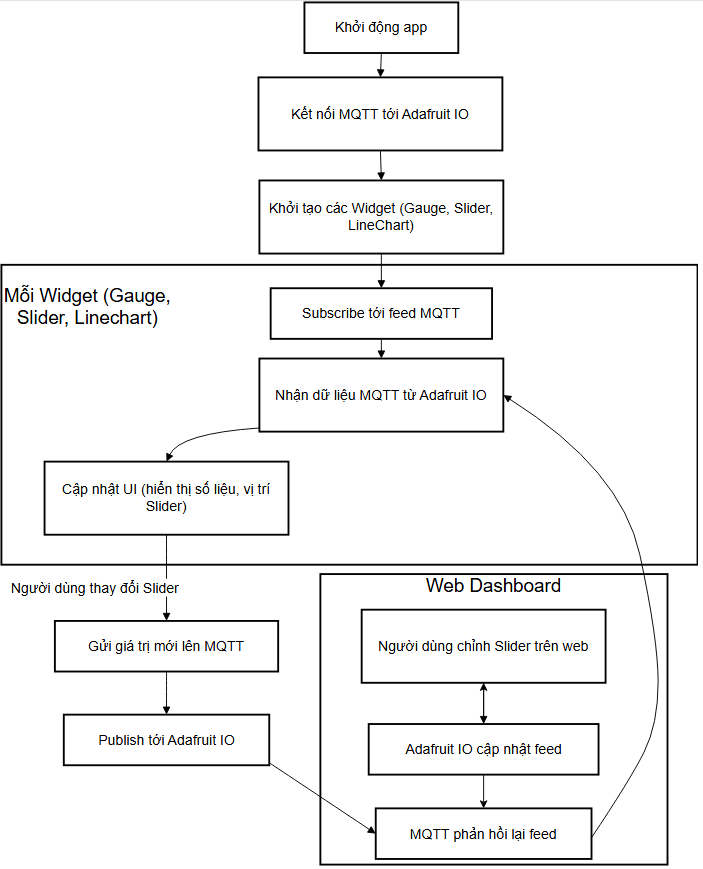 Khởi động app
Kết nối MQTT tới Adafruit IO
Khởi tạo các Widget (Gauge, Slider,
LineChart)
Mỗi Widget (Gauge,
Slider, Linechart)
Subscribe tới feed MQTT
Nhận dữ liệu MQTT từ Adafruit IO
Cập nhật UI (hiển thị số liệu, vị trí
Slider)
Người dùng thay đổi Slider
Gửi giá trị mới lên MQTT
Publish tới Adafruit IO
Web Dashboard
Người dùng chỉnh Slider trên web
Adafruit IO cập nhật feed
MQTT phản hồi lại feed